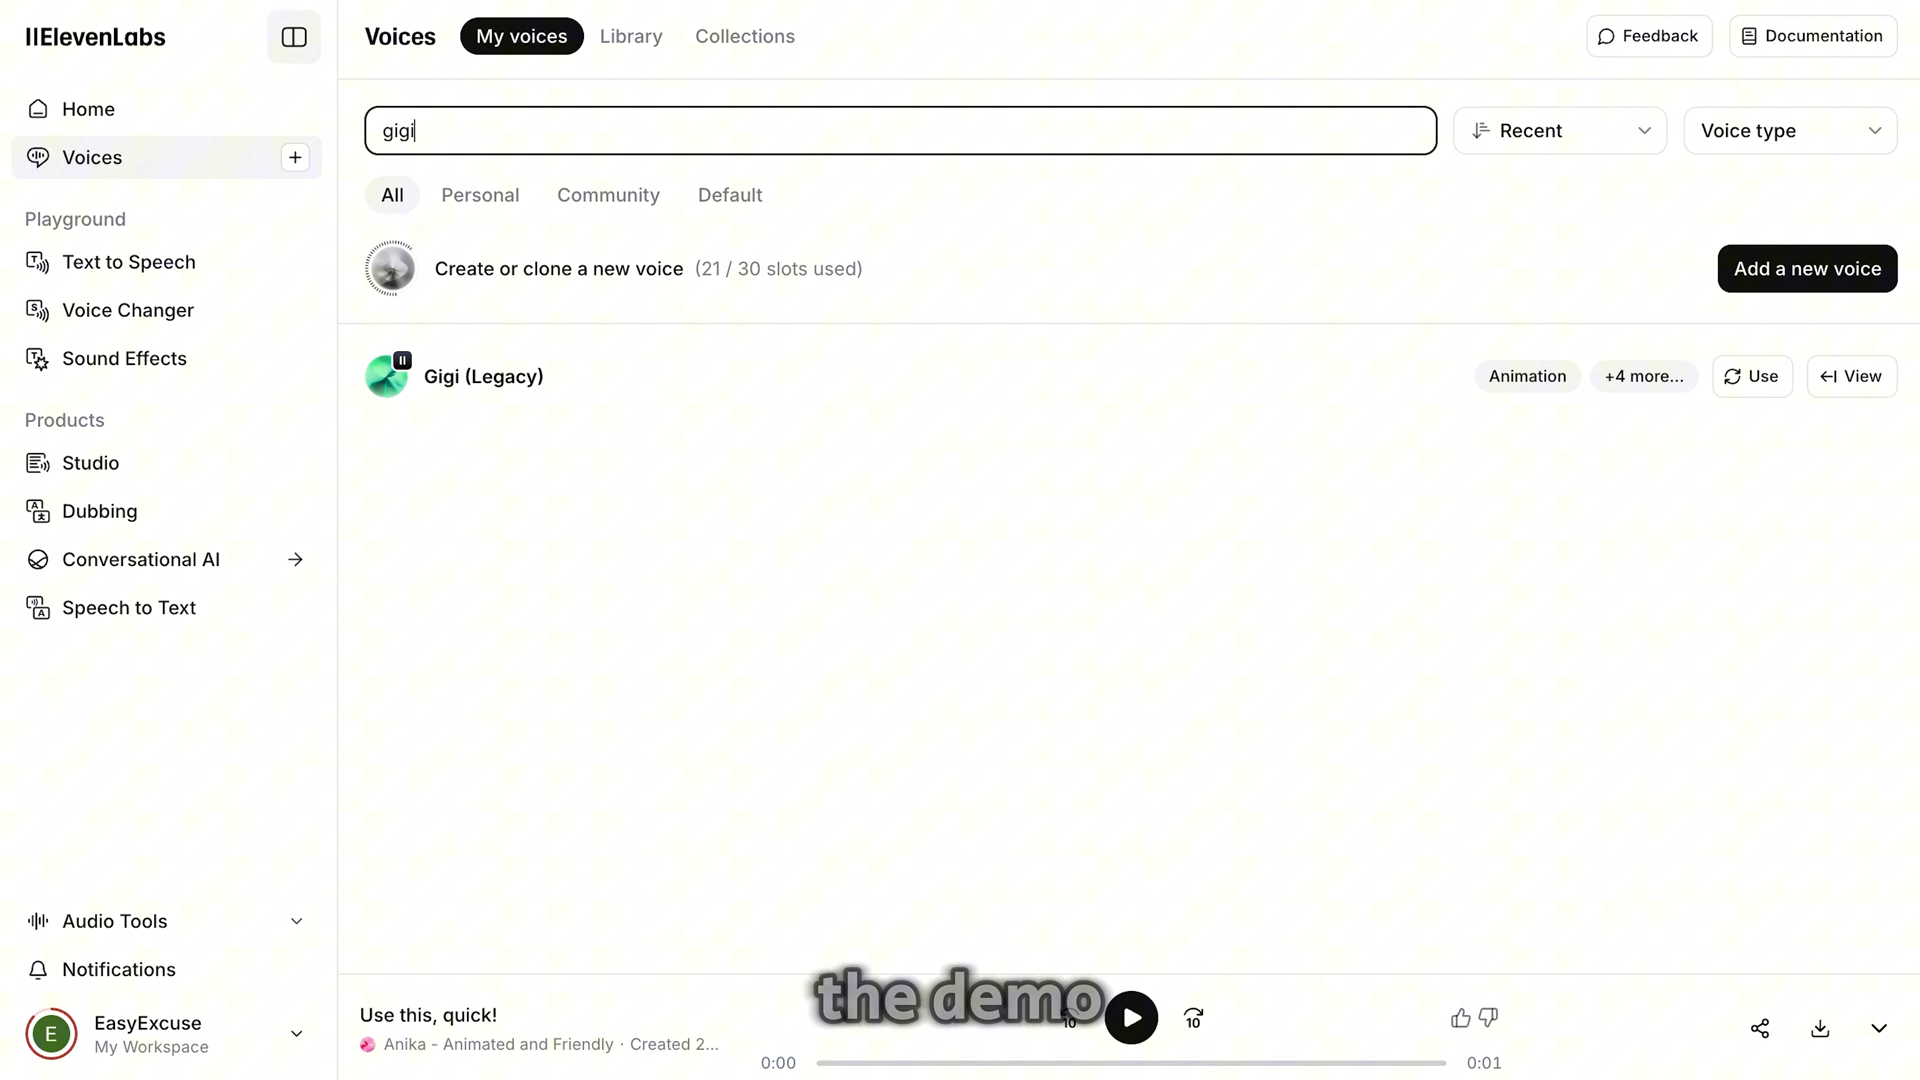 IIElevenLabs
Home
Voices
Playground
Text to Speech
Voice Changer
Sound Effects
Products
Studio
Dubbing
Conversational AI
Speech to Text
Audio Tools
Notifications
E
EasyExcuse
My Workspace
Voices
My voices
Library
Collections
Feedback
Documentation
gigi
Recent
Voice type
All
Personal
Community
Default
Create or clone a new voice (21 / 30 slots used)
Add a new voice
Gigi (Legacy)
Animation
+4 more...
Use
View
Use this, quick!
Anika - Animated and Friendly · Created 2...
the demo
10
10
0:00
0:01